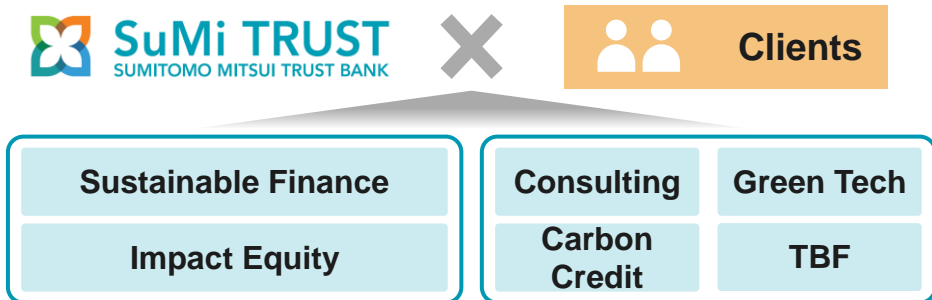 SuMi TRUST
SUMITOMO MITSUI TRUST BANK
Clients
Sustainable Finance
Impact Equity
Consulting
Green Tech
Carbon
Credit
TBF